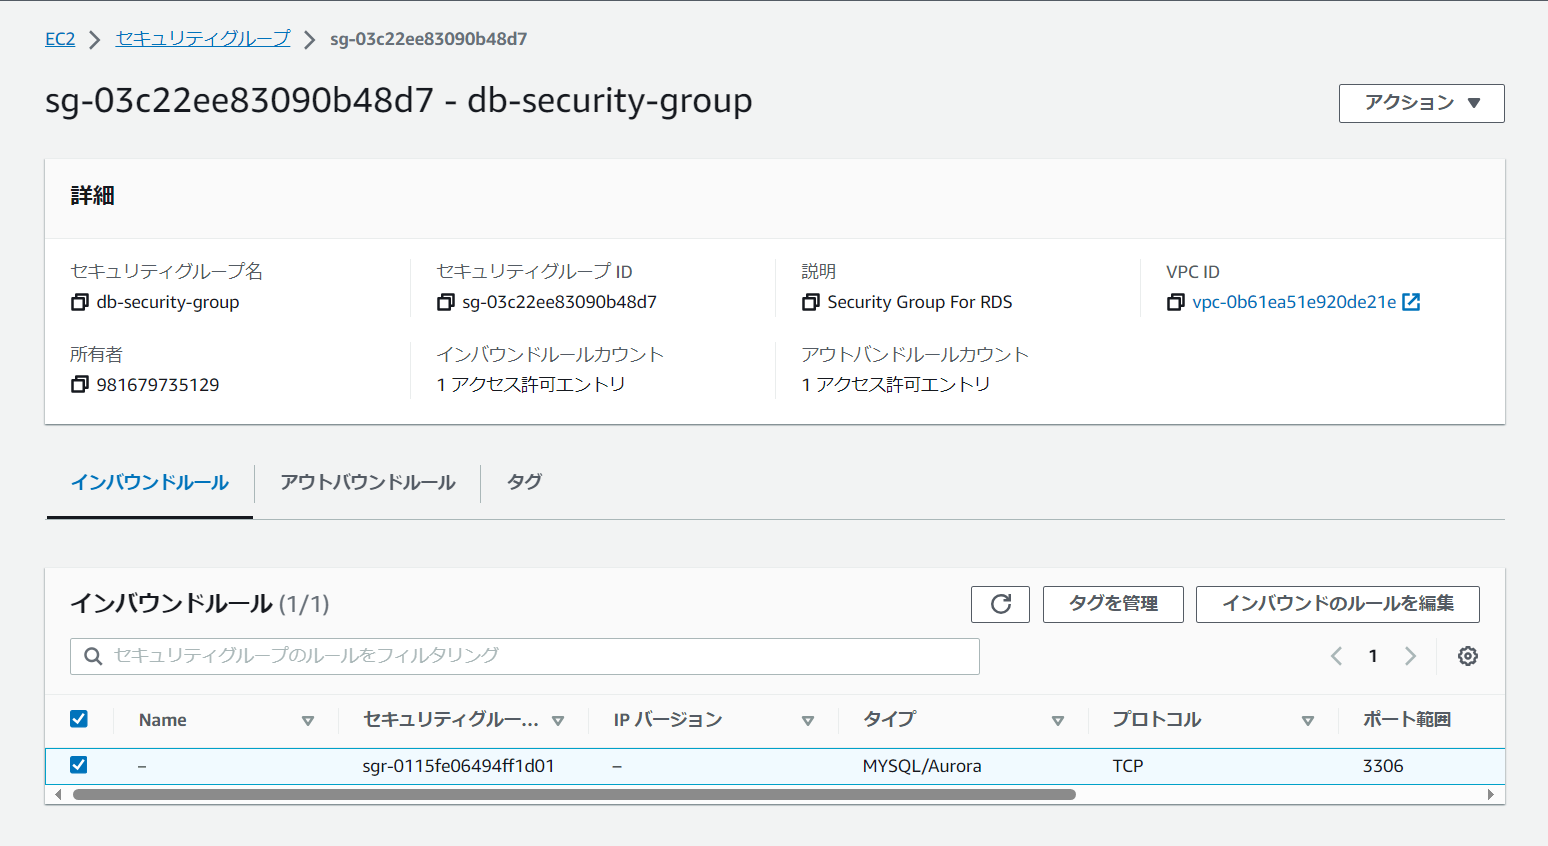 EC2 > セキュリティグループ > sg-03c22ee83090b48d7
sg-03c22ee83090b48d7 - db-security-group
アクション ▼
詳細
セキュリティグループ名
db-security-group
セキュリティグループ ID
sg-03c22ee83090b48d7
説明
Security Group For RDS
VPC ID
vpc-0b61ea51e920de21e
所有者
981679735129
インバウンドルールカウント
1 アクセス許可エントリ
アウトバンドルールカウント
1 アクセス許可エントリ
インバウンドルール アウトバウンドルール タグ
インバウンドルール (1/1)
タグを管理 インバウンドのルールを編集
セキュリティグループのルールをフィルタリング
1
Name セキュリティグルー... IP バージョン タイプ プロトコル ポート範囲
– sgr-0115fe06494ff1d01 – MYSQL/Aurora TCP 3306